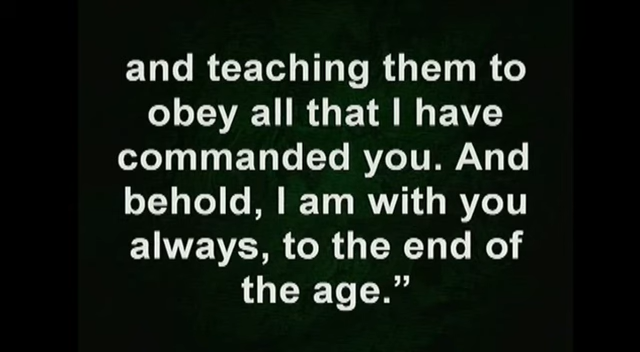 and teaching them to
obey all that I have
commanded you. And
behold, I am with you
always, to the end of
the age.”